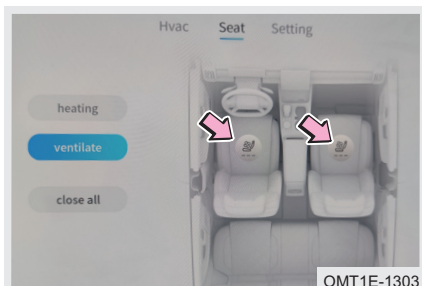 Hvac Seat Setting
heating
ventilate
close all
OMT1E-1303